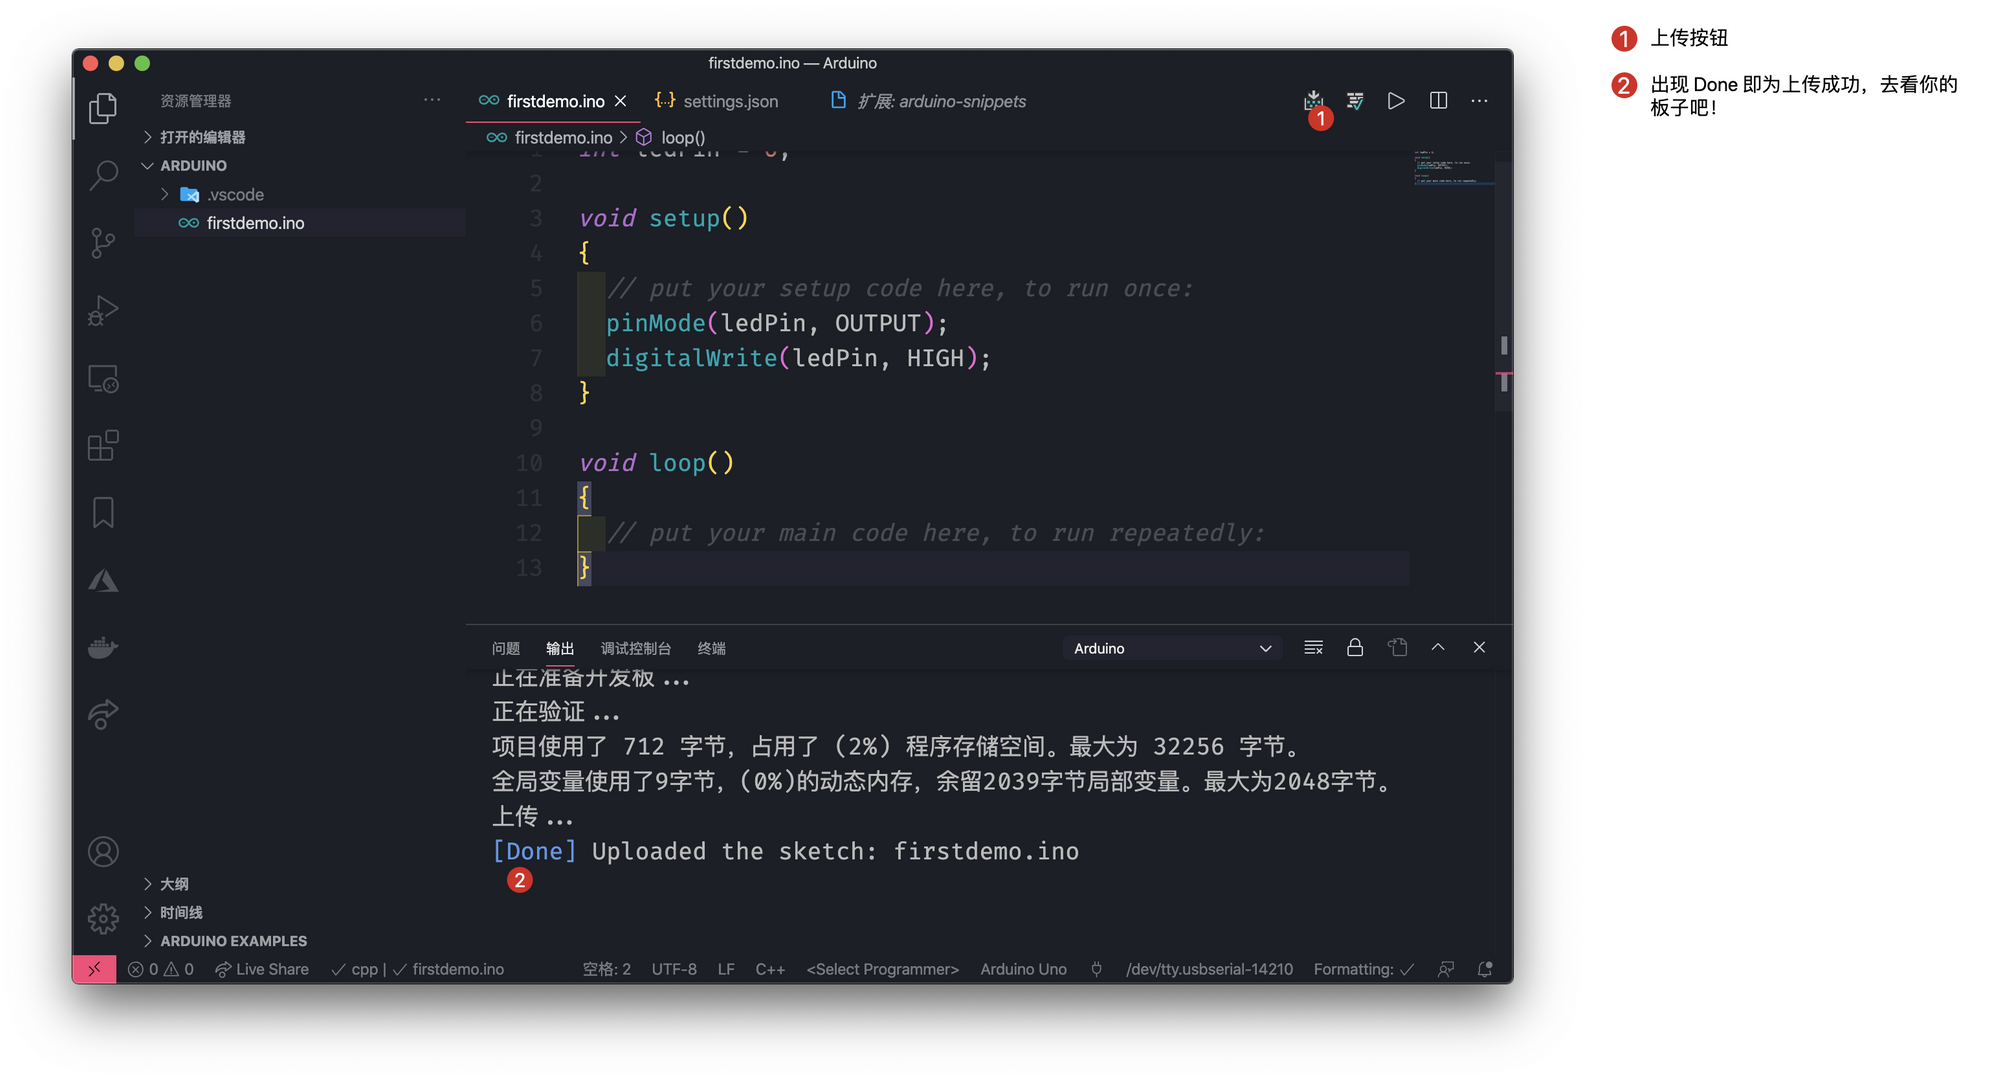 firstdemo.ino — Arduino
资源管理器
打开的编辑器
ARDUINO
.vscode
firstdemo.ino
大纲
时间线
ARDUINO EXAMPLES
firstdemo.ino
{..} settings.json
扩展: arduino-snippets
1
firstdemo.ino > loop()
2
3 void setup()
4 {
5 // put your setup code here, to run once:
6 pinMode(ledPin, OUTPUT);
7 digitalWrite(ledPin, HIGH);
8 }
9
10 void loop()
11 {
12 // put your main code here, to run repeatedly:
13 }
问题 输出 调试控制台 终端 Arduino
正在准备开发板...
正在验证...
项目使用了 712 字节，占用了 (2%) 程序存储空间。最大为 32256 字节。
全局变量使用了9字节，(0%)的动态内存，余留2039字节局部变量。最大为2048字节。
上传...
[Done] Uploaded the sketch: firstdemo.ino
2
0 0 Live Share cpp | firstdemo.ino 空格: 2 UTF-8 LF C++ <Select Programmer> Arduino Uno /dev/tty.usbserial-14210 Formatting:
1 上传按钮
2 出现 Done 即为上传成功，去看你的
板子吧！